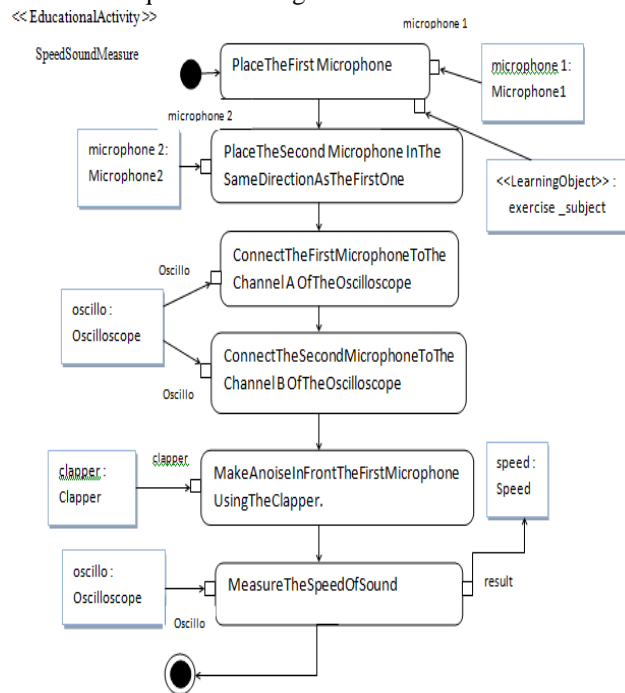 << EducationalActivity >>
SpeedSoundMeasure
microphone 1
PlaceTheFirst Microphone
microphone 1:
Microphone1
microphone 2
microphone 2:
Microphone2
PlaceTheSecond Microphone InThe
SameDirectionAsTheFirstOne
<<LearningObject>> :
exercise _subject
Oscillo
ConnectTheFirstMicrophoneToThe
Channel A OfTheOscilloscope
oscillo :
Oscilloscope
ConnectTheSecondMicrophoneToThe
Channel B OfTheOscilloscope
Oscillo
clapper :
Clapper
clapper
MakeAnoiseInFrontTheFirstMicrophone
UsingTheClapper.
speed :
Speed
oscillo :
Oscilloscope
MeasureTheSpeedOfSound
result
Oscillo